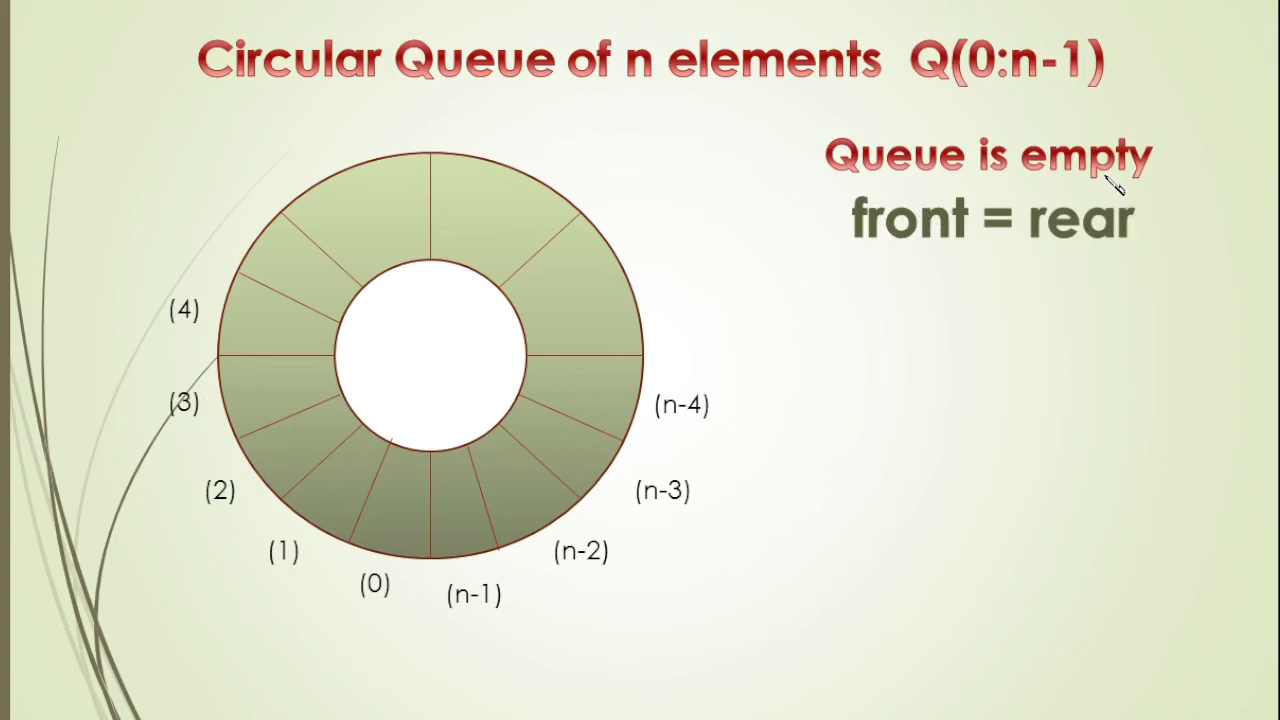 Circular Queue of n elements Q(0:n-1)
Queue is empty
front = rear
(4)
(3)
(n-4)
(2)
(n-3)
(1)
(n-2)
(0)
(n-1)